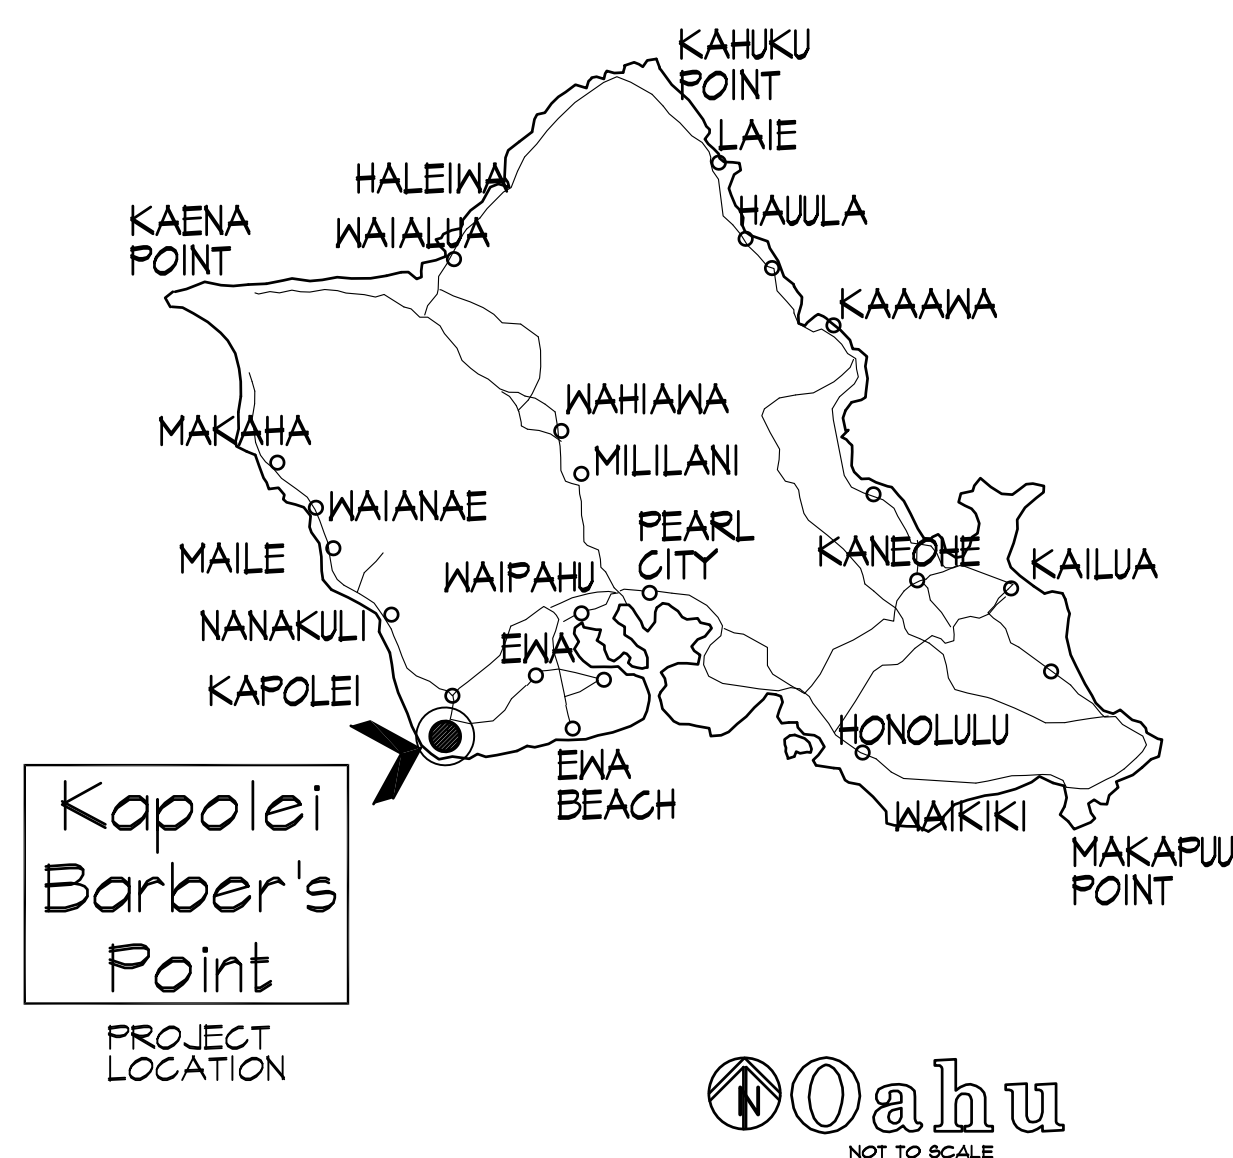 KAHUKU
POINT
LAIE
HALEIWA
HAUULA
KAENA
POINT
WAIALUA
KAAAWA
WAHIAWA
MAKAHA
MILILANI
WAIANAE
PEARL
CITY
MAILE
KANEOHE
KAILUA
WAIPAHU
NANAKULI
EWA
KAPOLEI
HONOLULU
EWA
BEACH
WAIKIKI
MAKAPUU
POINT
Kapolei
Barber's
Point
PROJECT
LOCATION
N
Oahu
NOT TO SCALE